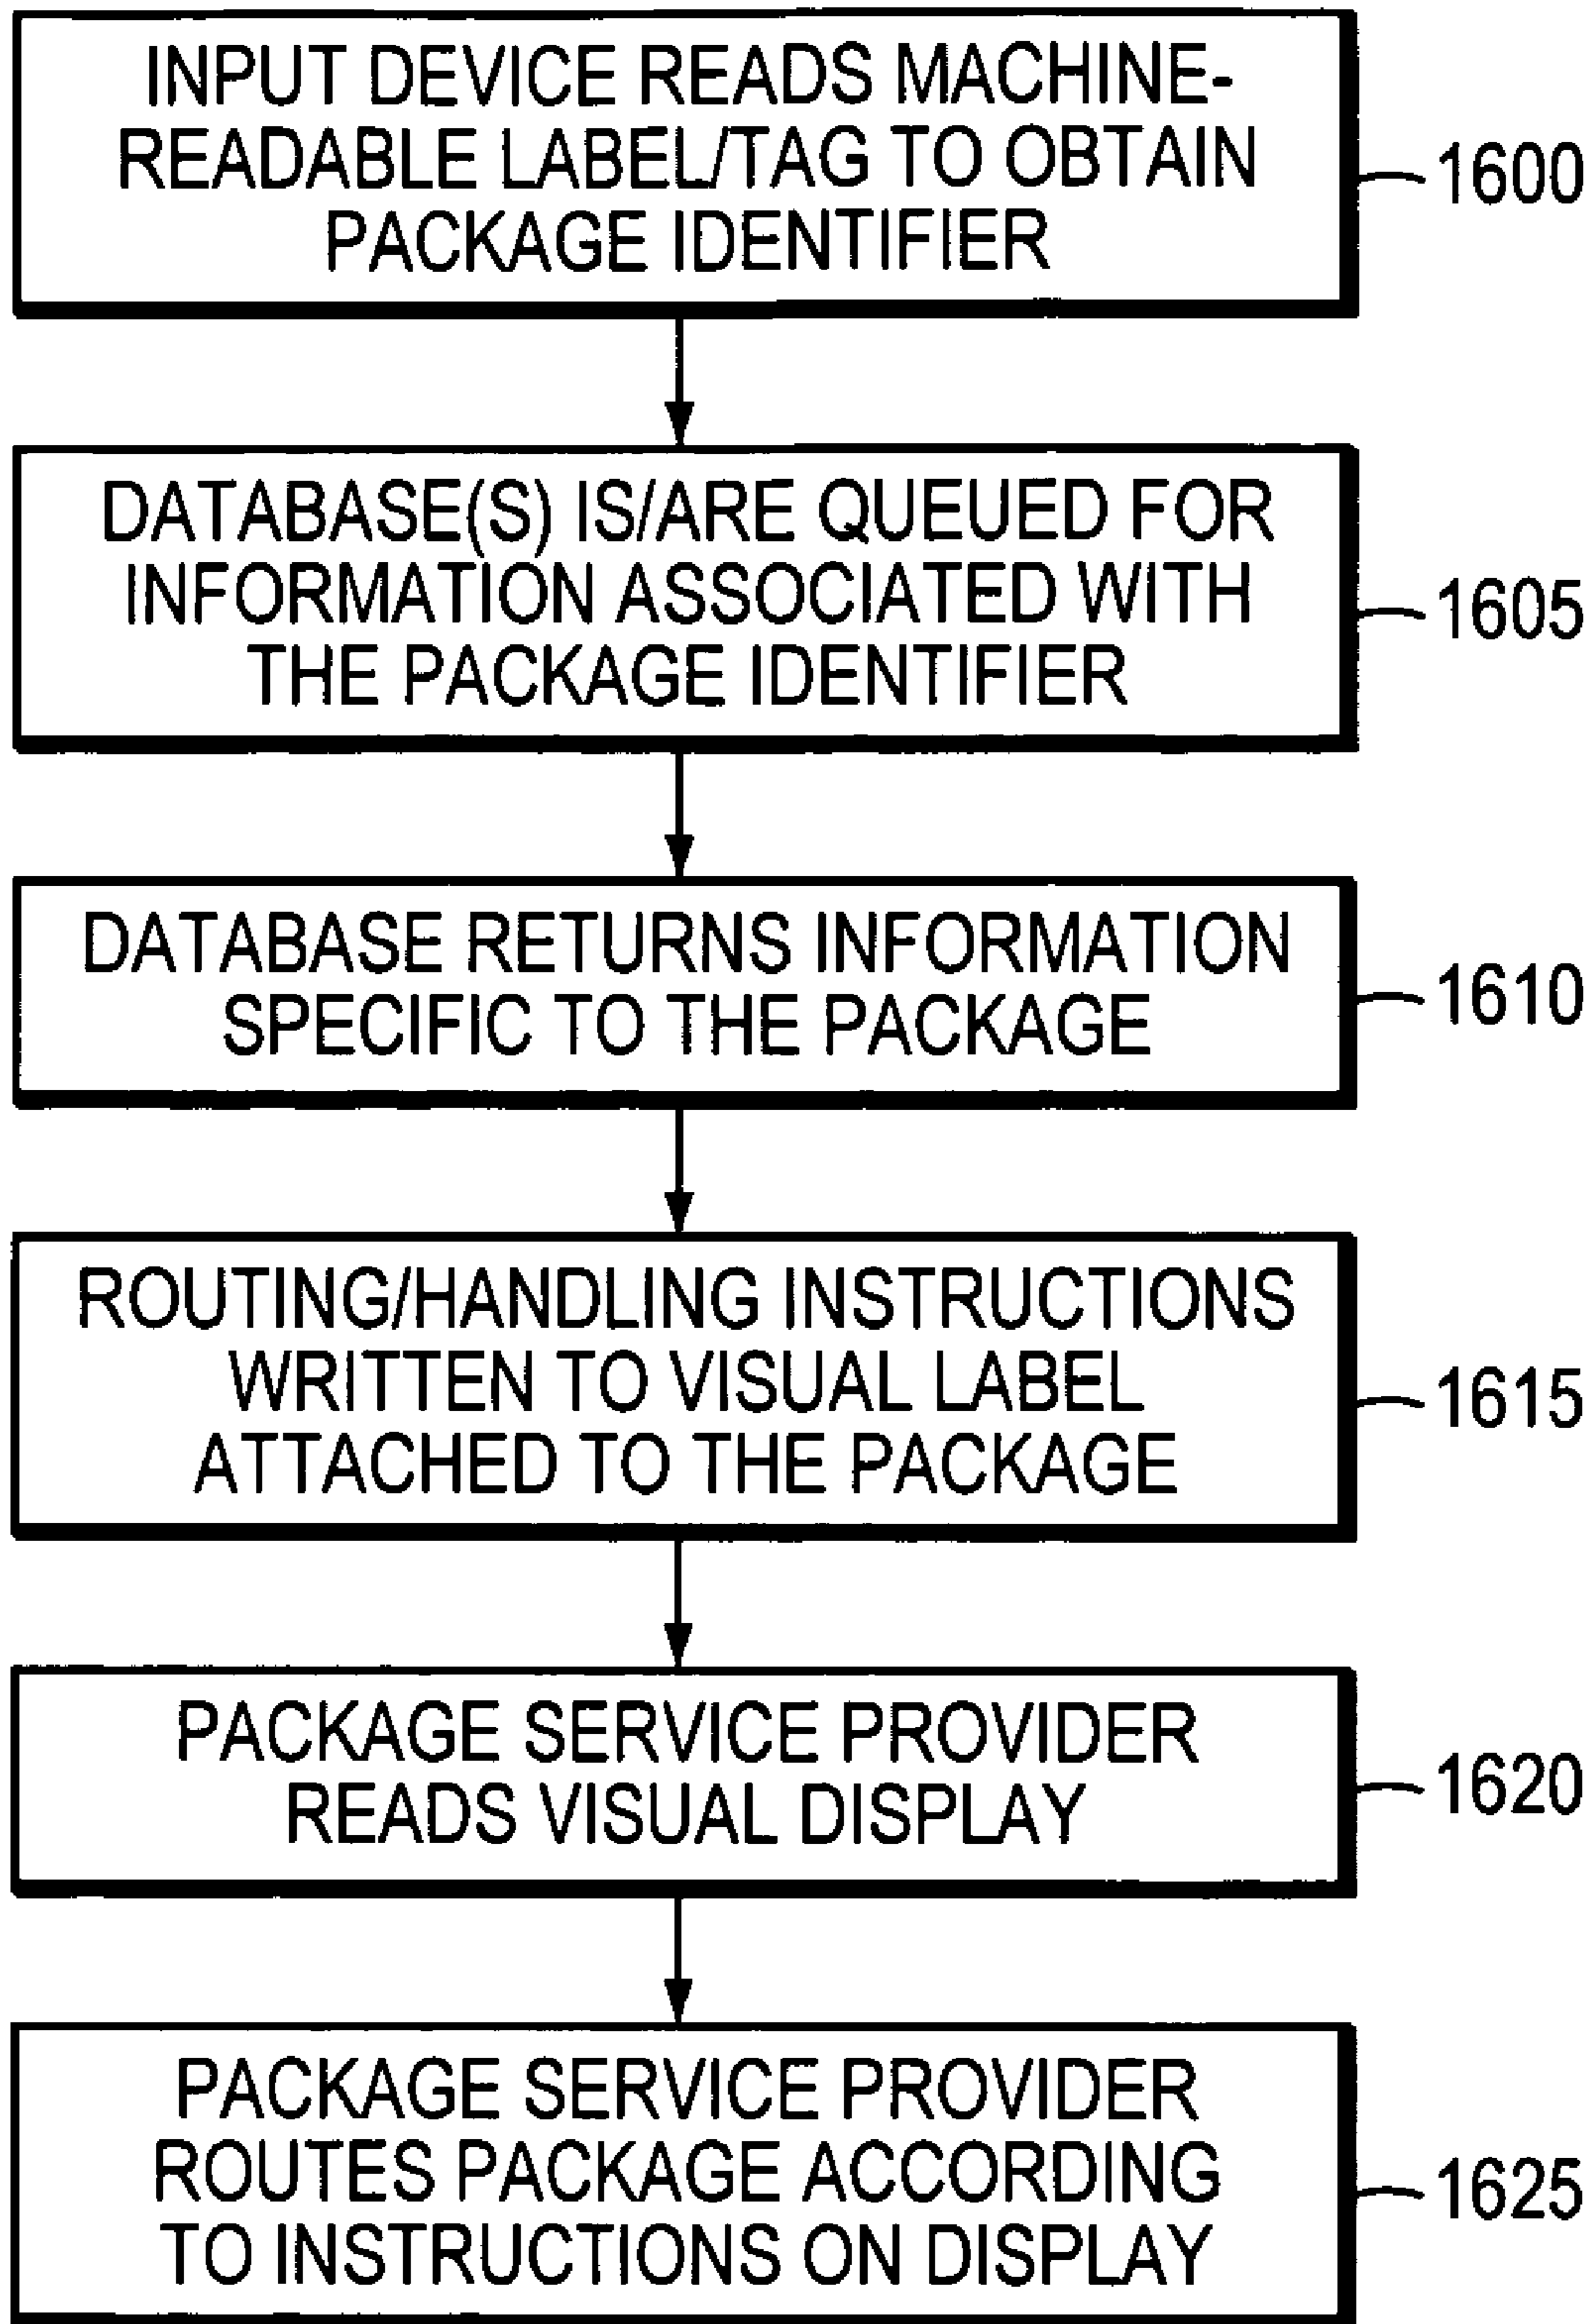 INPUT DEVICE READS MACHINE-
READABLE LABEL/TAG TO OBTAIN
PACKAGE IDENTIFIER
1600
DATABASE(S) IS/ARE QUEUED FOR
INFORMATION ASSOCIATED WITH
THE PACKAGE IDENTIFIER
1605
DATABASE RETURNS INFORMATION
SPECIFIC TO THE PACKAGE
1610
ROUTING/HANDLING INSTRUCTIONS
WRITTEN TO VISUAL LABEL
ATTACHED TO THE PACKAGE
1615
PACKAGE SERVICE PROVIDER
READS VISUAL DISPLAY
1620
PACKAGE SERVICE PROVIDER
ROUTES PACKAGE ACCORDING
TO INSTRUCTIONS ON DISPLAY
1625